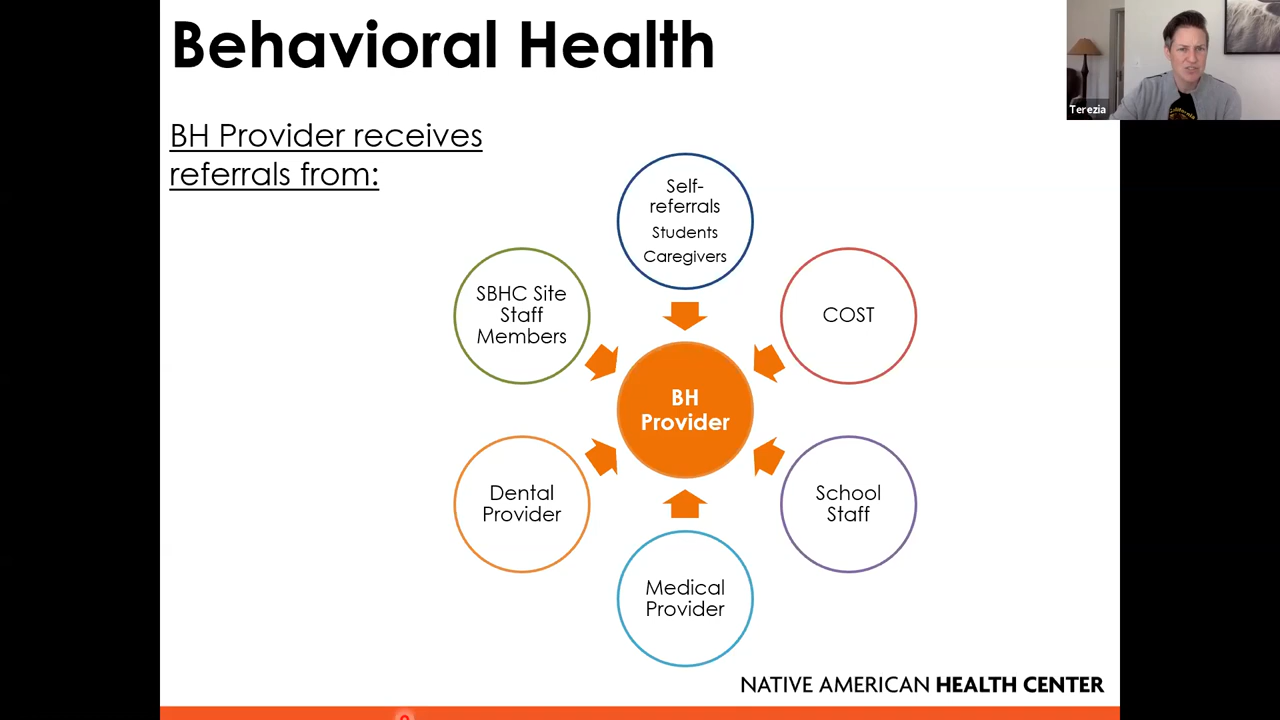 Behavioral Health
Terezia
BH Provider receives
referrals from:
Self-
referrals
Students
Caregivers
SBHC Site
Staff
Members
COST
BH
Provider
Dental
Provider
School
Staff
Medical
Provider
NATIVE AMERICAN HEALTH CENTER